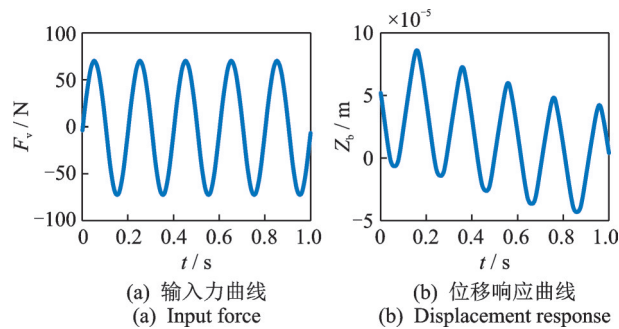 100
50
0
−50
−100
F_v / N
0
0.2
0.4
0.6
0.8
1.0
t / s
(a) 输入力曲线
(a) Input force
×10⁻⁵
10
5
0
−5
Z_b / m
0
0.2
0.4
0.6
0.8
1.0
t / s
(b) 位移响应曲线
(b) Displacement response